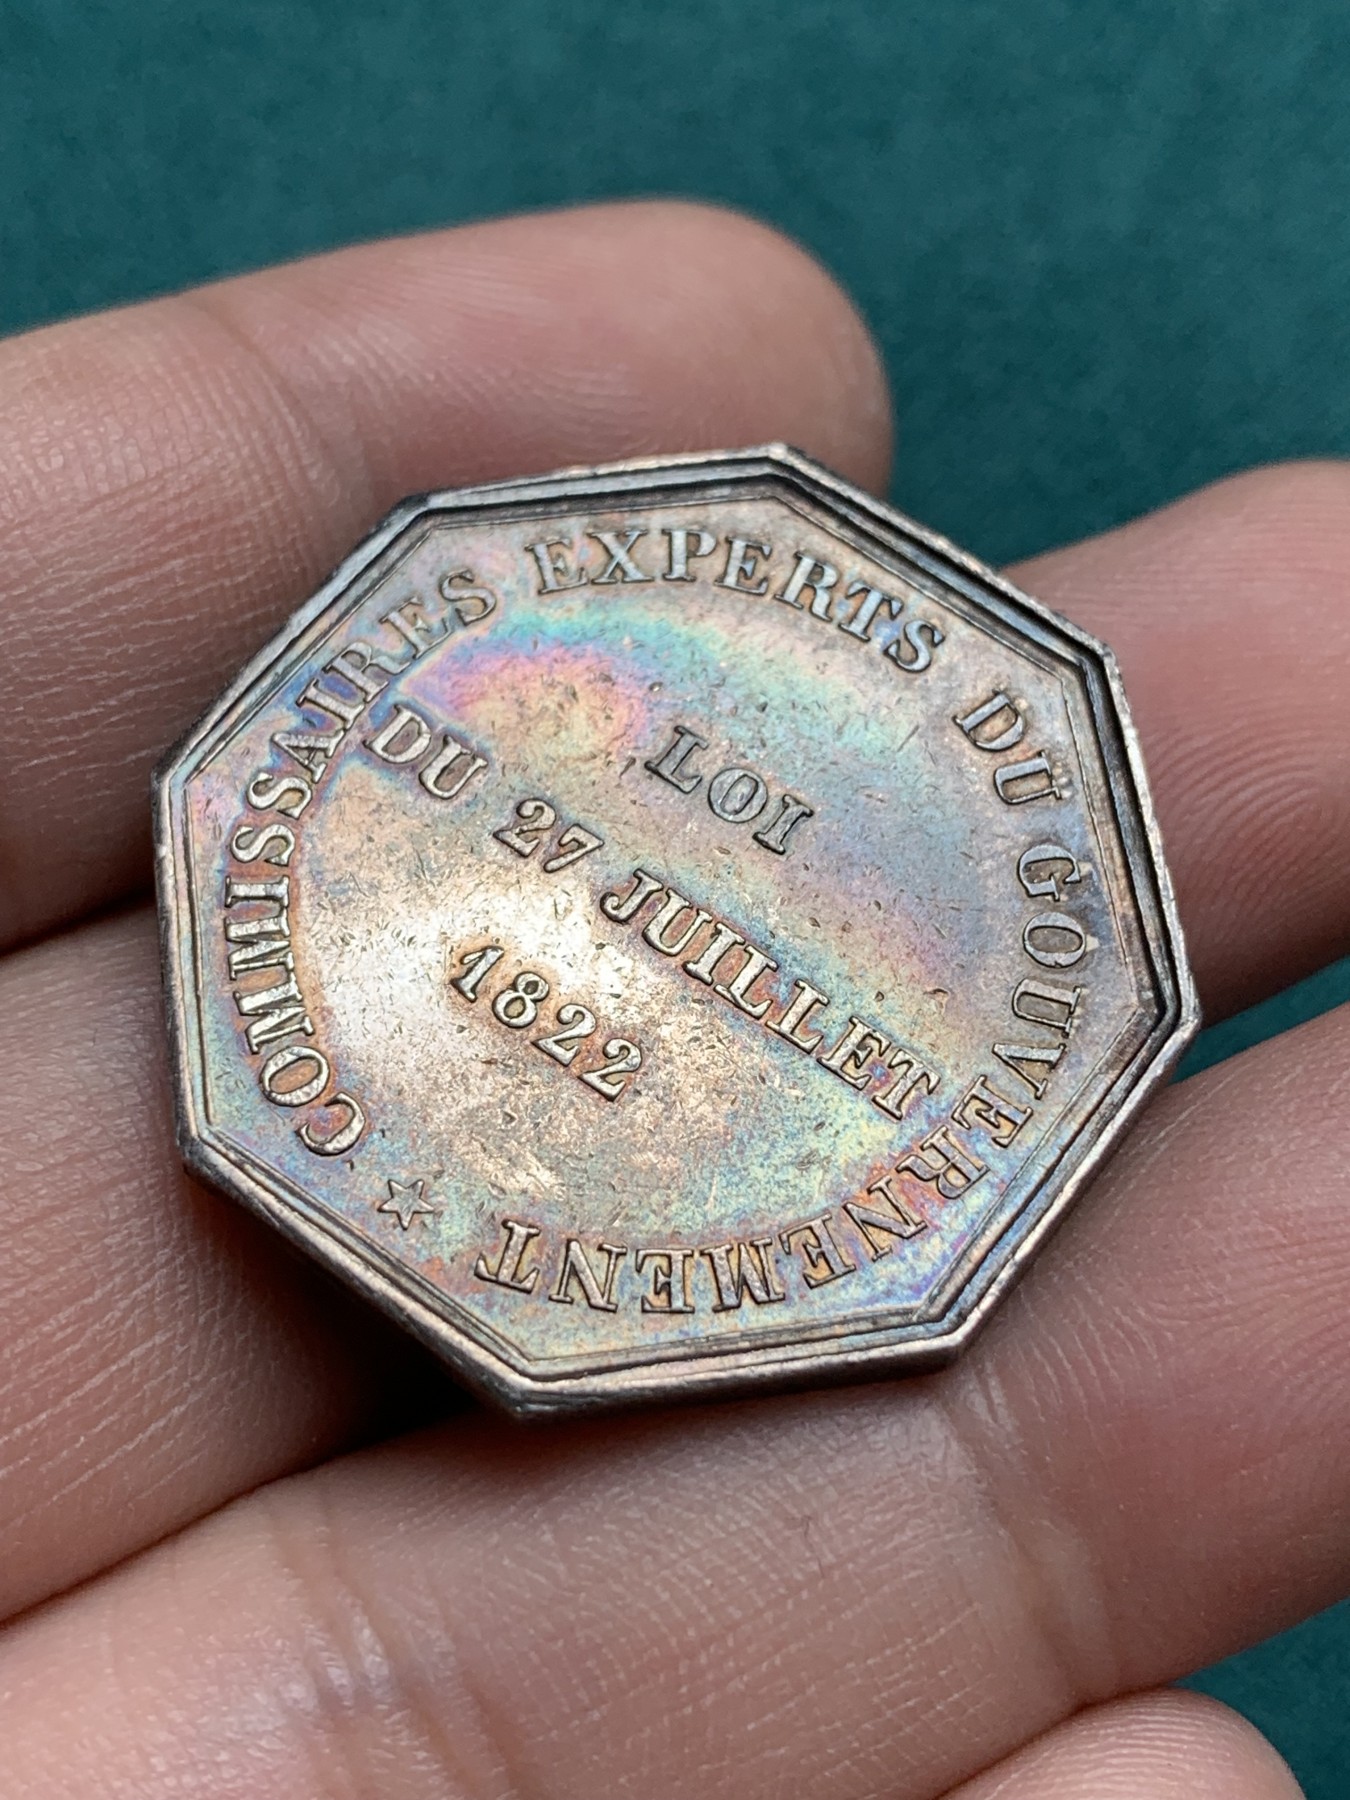 COMMISSAIRES EXPERTS DU GOUVERNEMENT
LOI
DU 27 JUILLET
1822